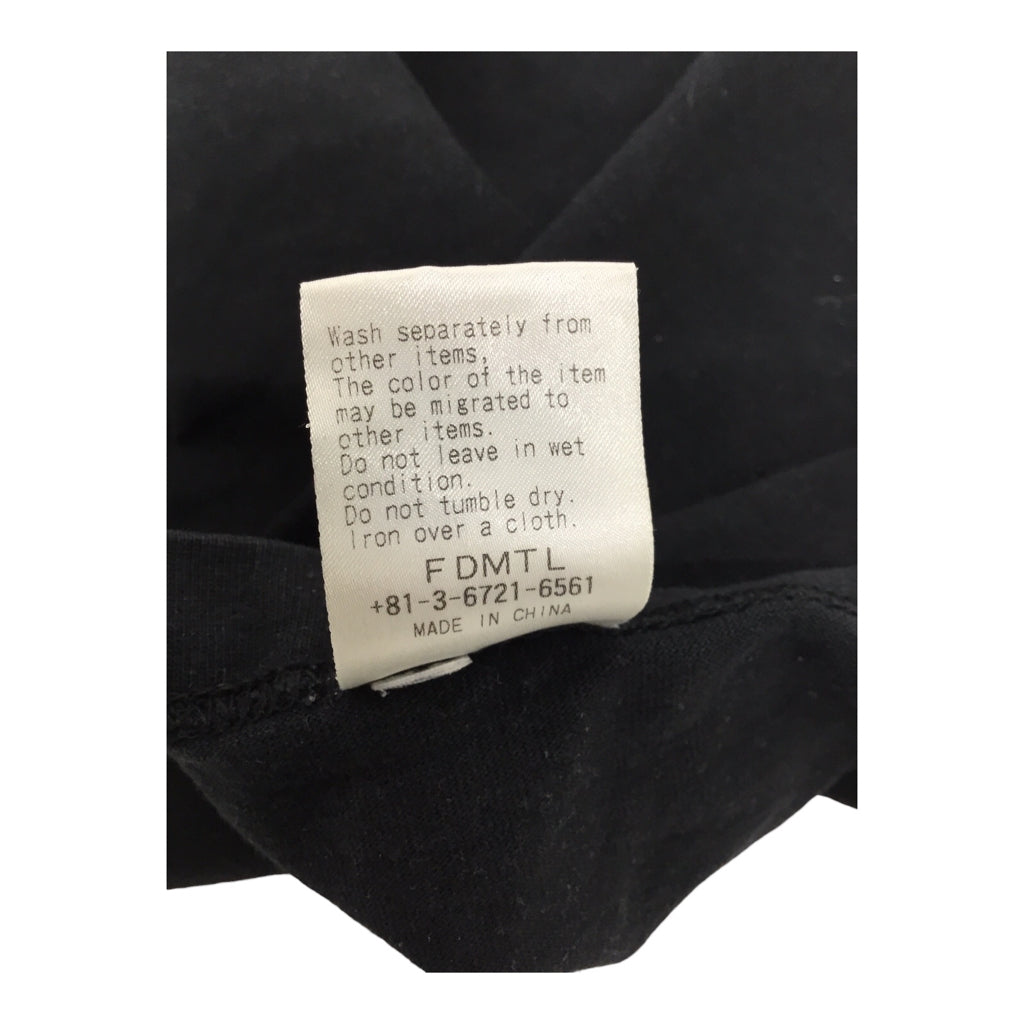 Wash separately from
other items,
The color of the item
may be migrated to
other items.
Do not leave in wet
condition.
Do not tumble dry.
Iron over a cloth.
FDMTL
+81-3-6721-6561
MADE IN CHINA